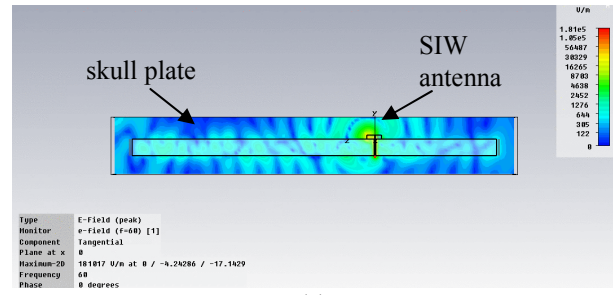 V/m
1.81e5
1.05e5
56487
30329
16265
8703
4638
2452
1276
644
305
122
0
SIW
antenna
skull plate
y
z
Type E-Field (peak)
Monitor e-field (f=60) [1]
Component Tangential
Plane at x 0
Maximum-2D 181017 V/m at 0 / -4.24286 / -17.1429
Frequency 60
Phase 0 degrees